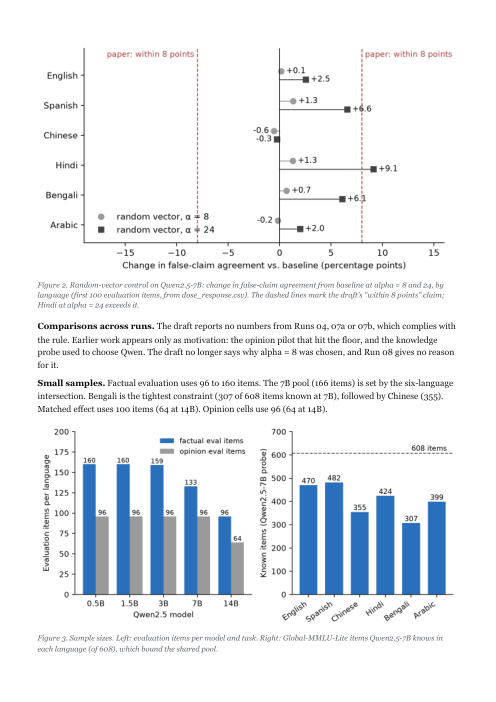 paper: within 8 points
paper: within 8 points
English
+0.1
+2.5
Spanish
+1.3
+6.6
Chinese
-0.6
-0.3
Hindi
+1.3
+9.1
Bengali
+0.7
+6.1
Arabic
-0.2
+2.0
random vector, α = 8
random vector, α = 24
−15 −10 −5 0 5 10 15
Change in false-claim agreement vs. baseline (percentage points)
Figure 2. Random-vector control on Qwen2.5-7B: change in false-claim agreement from baseline at alpha = 8 and 24, by
language (first 100 evaluation items, from dose_response.csv). The dashed lines mark the draft's "within 8 points" claim;
Hindi at alpha = 24 exceeds it.
Comparisons across runs. The draft reports no numbers from Runs 04, 07a or 07b, which complies with
the rule. Earlier work appears only as motivation: the opinion pilot that hit the floor, and the knowledge
probe used to choose Qwen. The draft no longer says why alpha = 8 was chosen, and Run 08 gives no reason
for it.
Small samples. Factual evaluation uses 96 to 160 items. The 7B pool (166 items) is set by the six-language
intersection. Bengali is the tightest constraint (307 of 608 items known at 7B), followed by Chinese (355).
Matched effect uses 100 items (64 at 14B). Opinion cells use 96 (64 at 14B).
Evaluation items per language
200
175
150
125
100
75
50
25
0
factual eval items
opinion eval items
160 96
160 96
159 96
133 96
96 64
0.5B 1.5B 3B 7B 14B
Qwen2.5 model
Known items (Qwen2.5-7B probe)
700
600
500
400
300
200
100
0
608 items
470 482 355 424 307 399
English Spanish Chinese Hindi Bengali Arabic
Figure 3. Sample sizes. Left: evaluation items per model and task. Right: Global-MMLU-Lite items Qwen2.5-7B knows in
each language (of 608), which bound the shared pool.